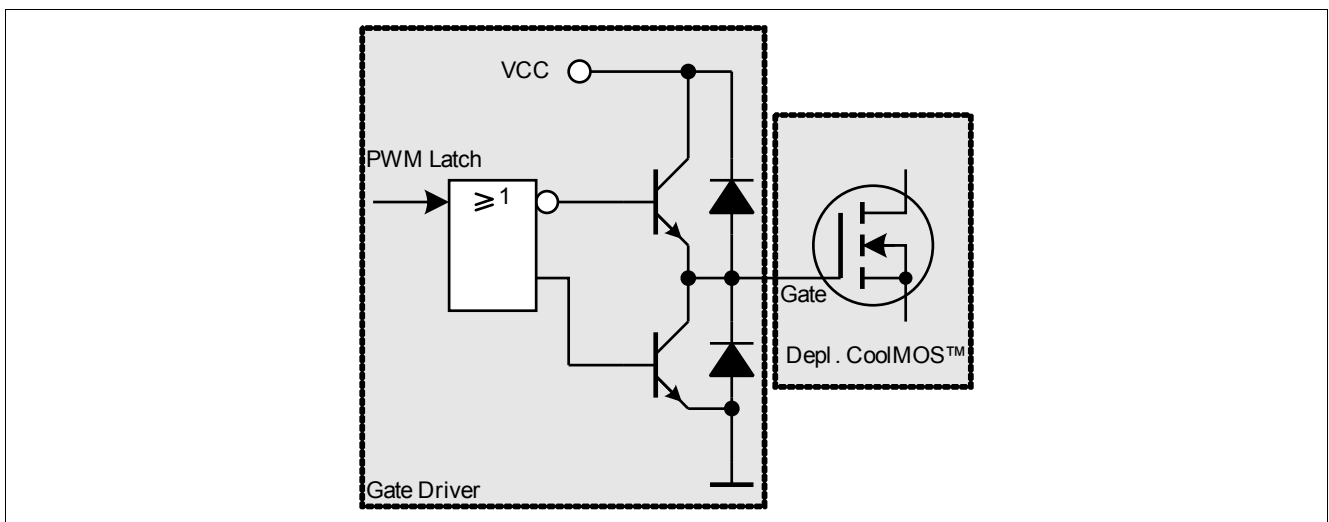 VCC
PWM Latch
≥1
Gate
Depl. CoolMOS™
Gate Driver